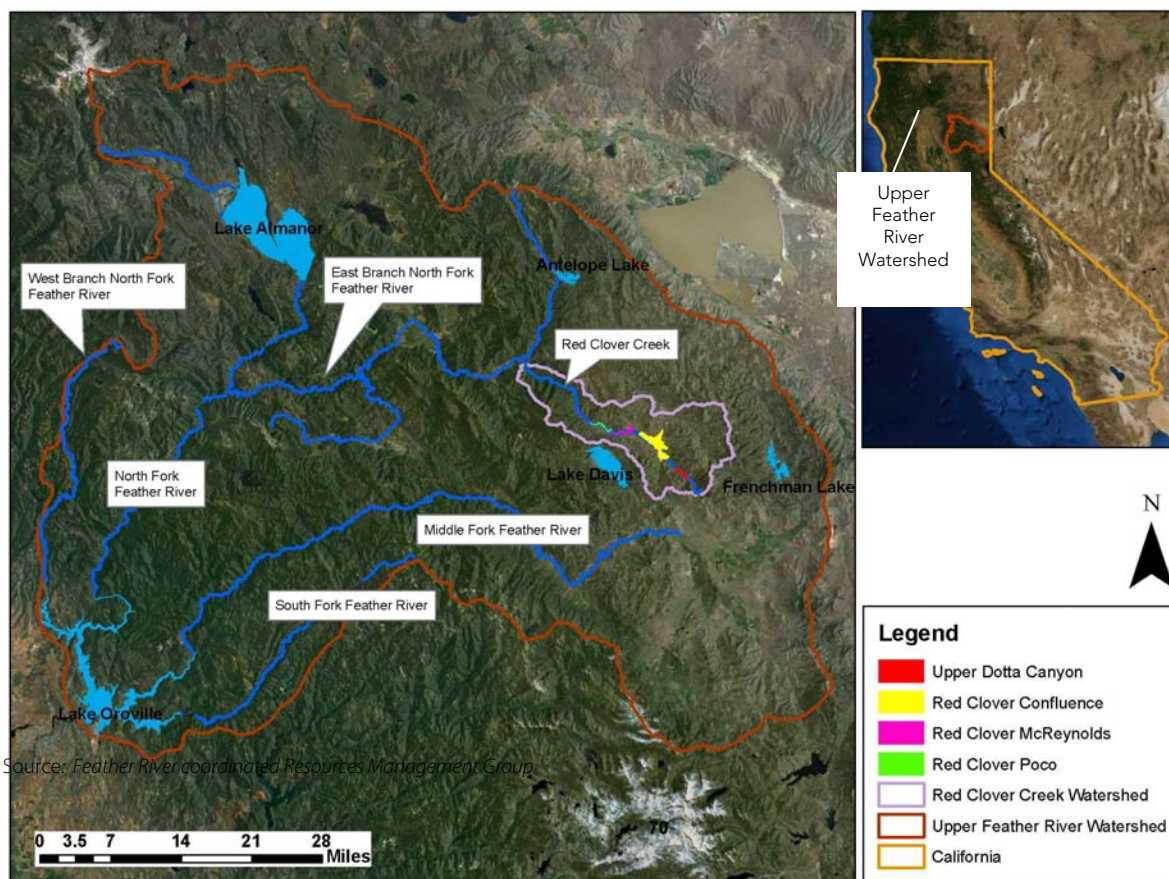 Lake Almanor
West Branch North Fork
Feather River
East Branch North Fork
Feather River
Antelope Lake
Red Clover Creek
Lake Davis
Frenchman Lake
North Fork
Feather River
Middle Fork Feather River
South Fork Feather River
Lake Oroville
Source: Feather River coordinated Resources Management Group
70
0 3.5 7 14 21 28
Miles
Upper
Feather
River
Watershed
N
Legend
Upper Dotta Canyon
Red Clover Confluence
Red Clover McReynolds
Red Clover Poco
Red Clover Creek Watershed
Upper Feather River Watershed
California